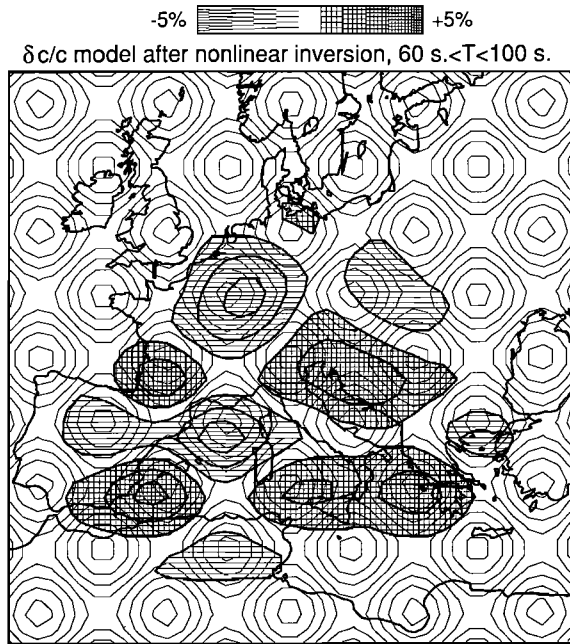 -5% +5%
δc/c model after nonlinear inversion, 60 s.<T<100 s.